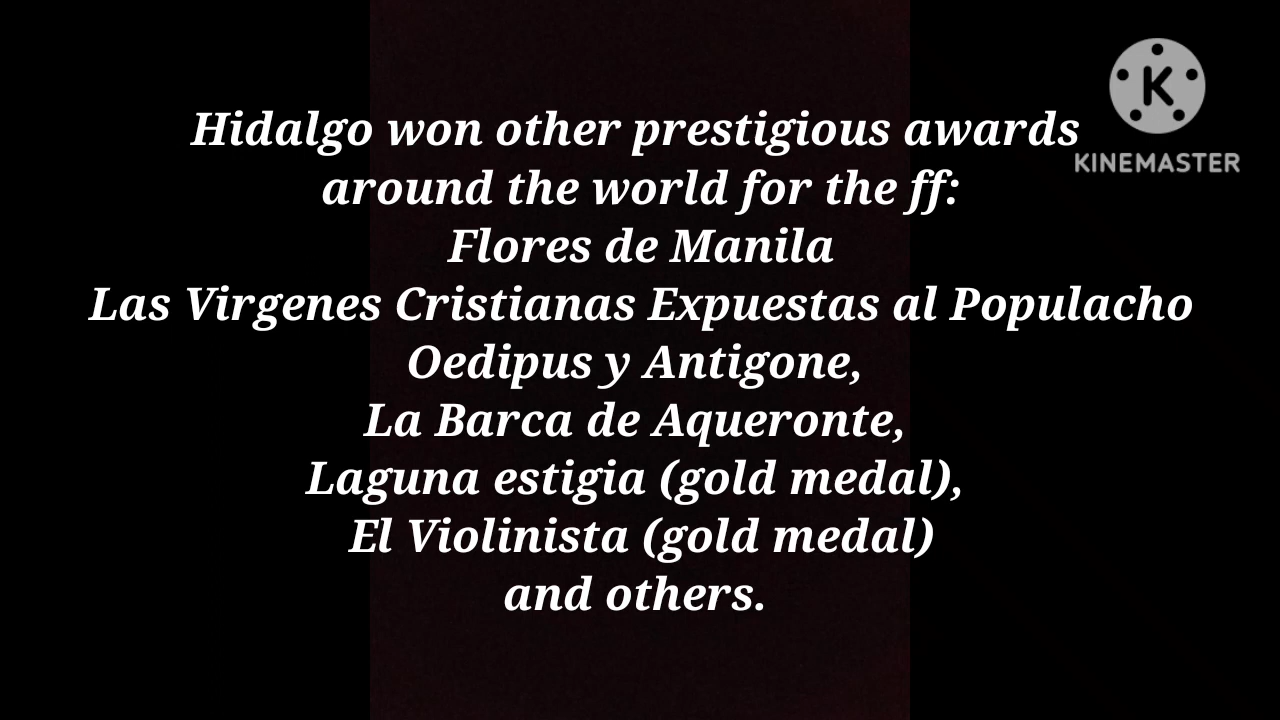 Hidalgo won other prestigious awards
around the world for the ff:
Flores de Manila
Las Virgenes Cristianas Expuestas al Populacho
Oedipus y Antigone,
La Barca de Aqueronte,
Laguna estigia (gold medal),
El Violinista (gold medal)
and others.
K
KINEMASTER